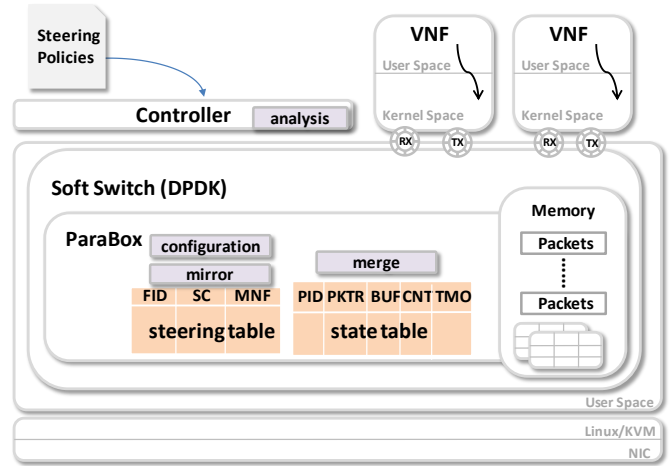 Steering
Policies
VNF
User Space
Kernel Space
RX
TX
VNF
User Space
Kernel Space
RX
TX
Controller
analysis
Soft Switch (DPDK)
ParaBox
configuration
mirror
FID SC MNF
steering table
merge
PID PKTR BUF CNT TMO
state table
Memory
Packets
Packets
User Space
Linux/KVM
NIC